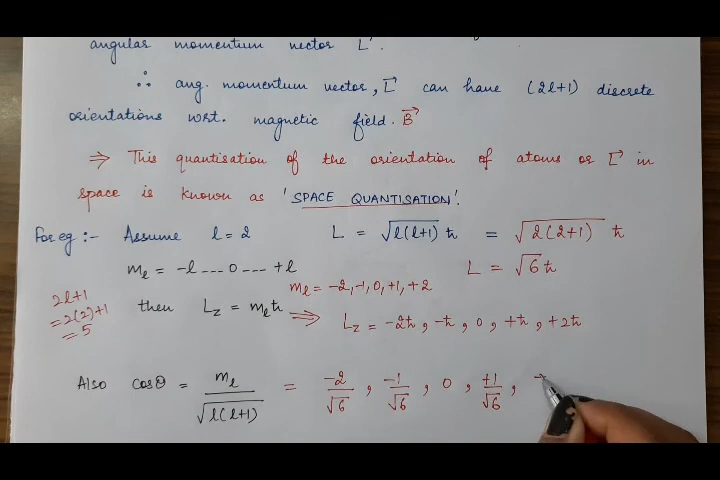 angular momentum vector L⃗.
∴ ang. momentum vector, L⃗ can have (2l+1) discrete
orientations wrt. magnetic field. B⃗
⇒ This quantisation of the orientation of atoms or L⃗ in
space is known as 'SPACE QUANTISATION'.
For eg :- Assume l = 2 L = √l(l+1) ħ = √2(2+1) ħ
mₗ = -l --- 0 --- +l L = √6 ħ
2l+1
= 2(2)+1
= 5
then L_z = mₗħ ⇒ mₗ = -2, -1, 0, +1, +2
L_z = -2ħ, -ħ, 0, +ħ, +2ħ
Also cosθ = mₗ/√l(l+1) = -2/√6, -1/√6, 0, +1/√6,